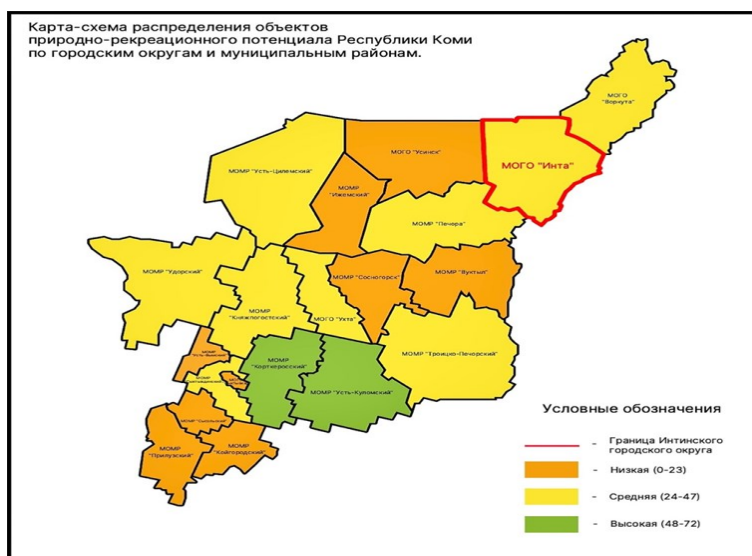 Карта-схема распределения объектов
природно-рекреационного потенциала Республики Коми
по городским округам и муниципальным районам.
МОГО
"Воркута"
МОГО "Усинск"
МОГО "Инта"
МОМР "Усть-Цилемский"
МОМР
"Ижемский"
МОМР "Печора"
МОМР "Удорский"
МОМР "Сосногорск"
МОМР "Вуктыл"
МОМР
"Княжпогостский"
МОГО "Ухта"
МОМР "Троицко-Печорский"
МОМР
МОМР
"Корткеросский"
МОМР "Усть-Куломский"
МОМР
МОМР
"Прилузский"
МОМР
"Койгородский"
Условные обозначения
- Граница Интинского
городского округа
- Низкая (0-23)
- Средняя (24-47)
- Высокая (48-72)